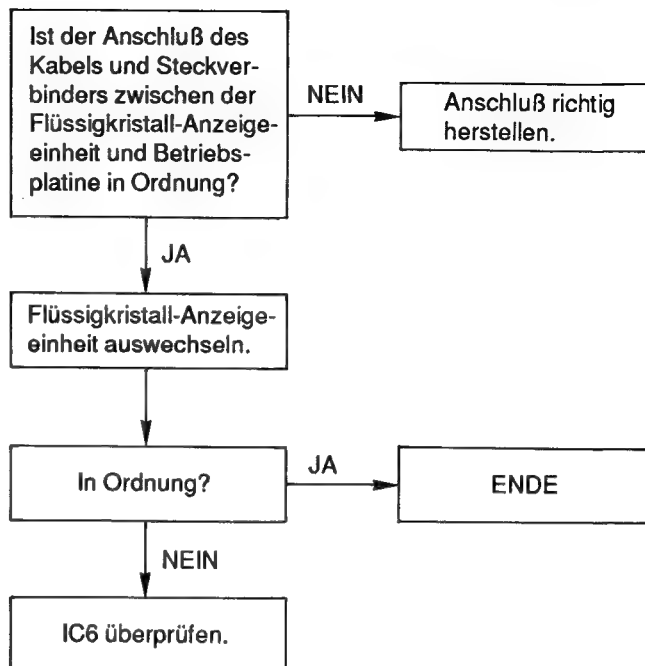 Ist der Anschluß des
Kabels und Steckver-
binders zwischen der
Flüssigkristall-Anzeige-
einheit und Betriebs-
platine in Ordnung?
NEIN
Anschluß richtig
herstellen.
JA
Flüssigkristall-Anzeige-
einheit auswechseln.
In Ordnung?
JA
ENDE
NEIN
IC6 überprüfen.